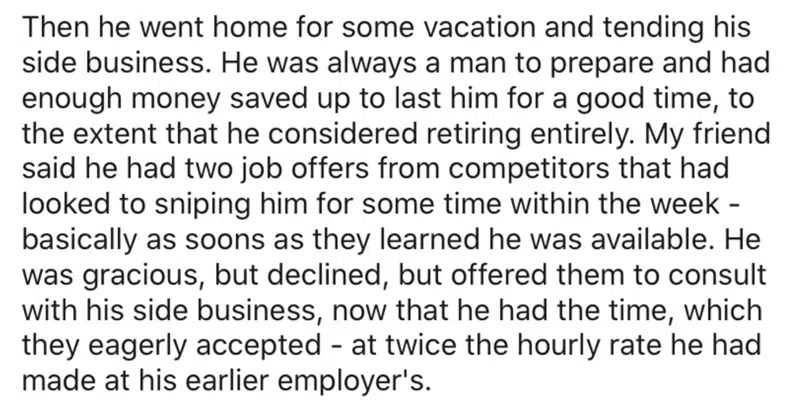 Then he went home for some vacation and tending his
side business. He was always a man to prepare and had
enough money saved up to last him for a good time, to
the extent that he considered retiring entirely. My friend
said he had two job offers from competitors that had
looked to sniping him for some time within the week -
basically as soons as they learned he was available. He
was gracious, but declined, but offered them to consult
with his side business, now that he had the time, which
they eagerly accepted - at twice the hourly rate he had
made at his earlier employer's.